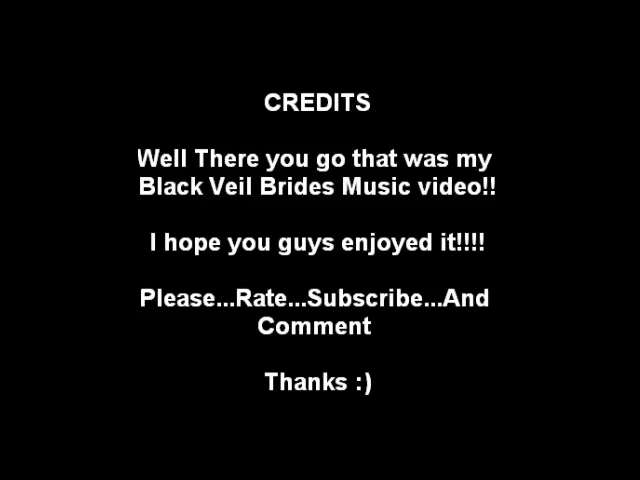 CREDITS
Well There you go that was my
Black Veil Brides Music video!!
I hope you guys enjoyed it!!!!
Please...Rate...Subscribe...And
Comment
Thanks :)